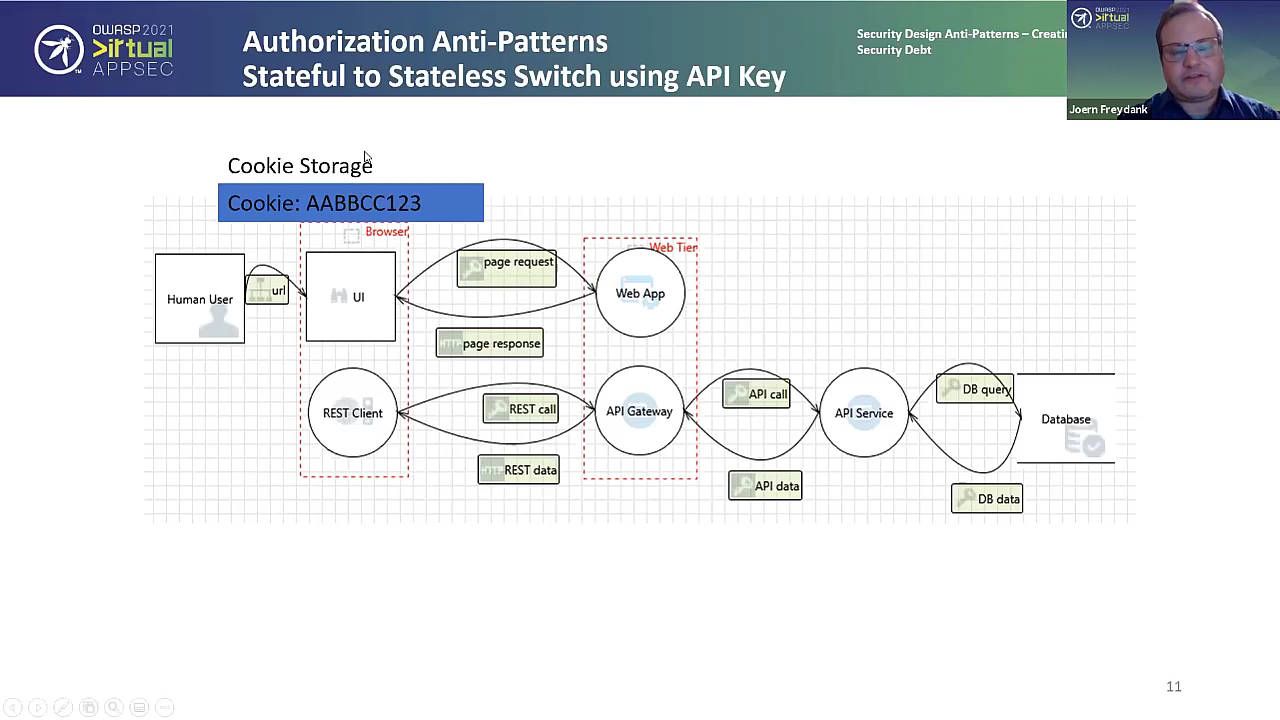 OWASP 2021
Virtual
APPSEC
Authorization Anti-Patterns
Stateful to Stateless Switch using API Key
Security Design Anti-Patterns – Creati
Security Debt
OWASP 2021
Virtual
APPSEC
Joern Freydank
Cookie Storage
Cookie: AABBCC123
Browser
Web Tier
Human User
url
UI
page request
Web App
page response
REST Client
REST call
API Gateway
API call
API Service
DB query
Database
HTTP REST data
API data
DB data
11